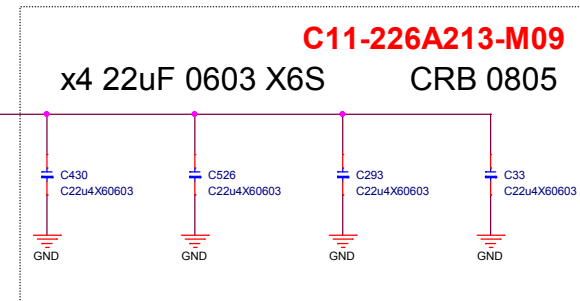 C11-226A213-M09
x4 22uF 0603 X6S CRB 0805
C430 C526 C293 C33
C22u4X60603 C22u4X60603 C22u4X60603 C22u4X60603
GND GND GND GND